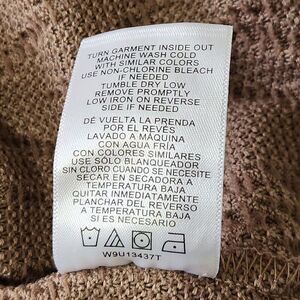 TURN GARMENT INSIDE OUT
MACHINE WASH COLD
WITH SIMILAR COLORS
USE NON-CHLORINE BLEACH
IF NEEDED
TUMBLE DRY LOW
REMOVE PROMPTLY
LOW IRON ON REVERSE
SIDE IF NEEDED
DÉ VUELTA LA PRENDA
POR EL REVÉS
LAVADO A MÁQUINA
CON AGUA FRÍA
CON COLORES SIMILARES
USE SÓLO BLANQUEADOR
SIN CLORO CUANDO SE NECESITE
SECAR EN SECADORA A
TEMPERATURA BAJA
QUITAR INMEDIATAMENTE
PLANCHAR DEL REVERSO
A TEMPERATURA BAJA
SI ES NECESARIO
W9U13437T